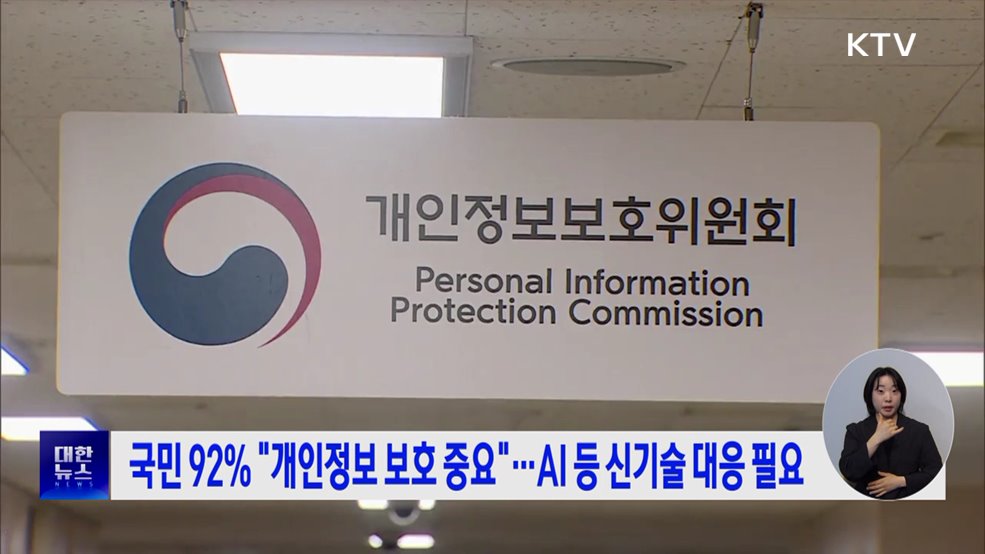 KTV
개인정보보호위원회
Personal Information
Protection Commission
대한
뉴스
NEWS
국민 92% "개인정보 보호 중요"…AI 등 신기술 대응 필요